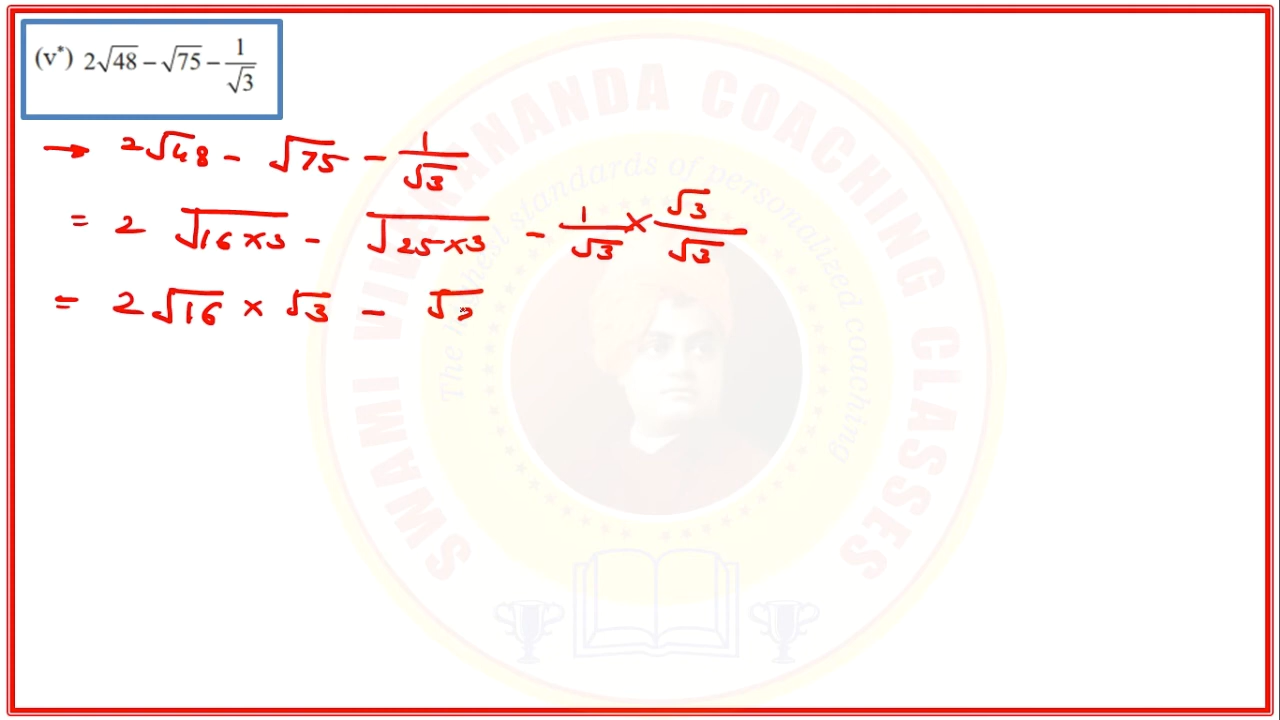 (v*) 2√48 – √75 – 1/√3
→ 2√48 - √75 - 1/√3
= 2 √16×3 - √25×3 - 1/√3 × √3/√3
= 2√16 × √3 - √
SWAMI VIVEKANANDA COACHING CLASSES
The highest standards of personalized coaching